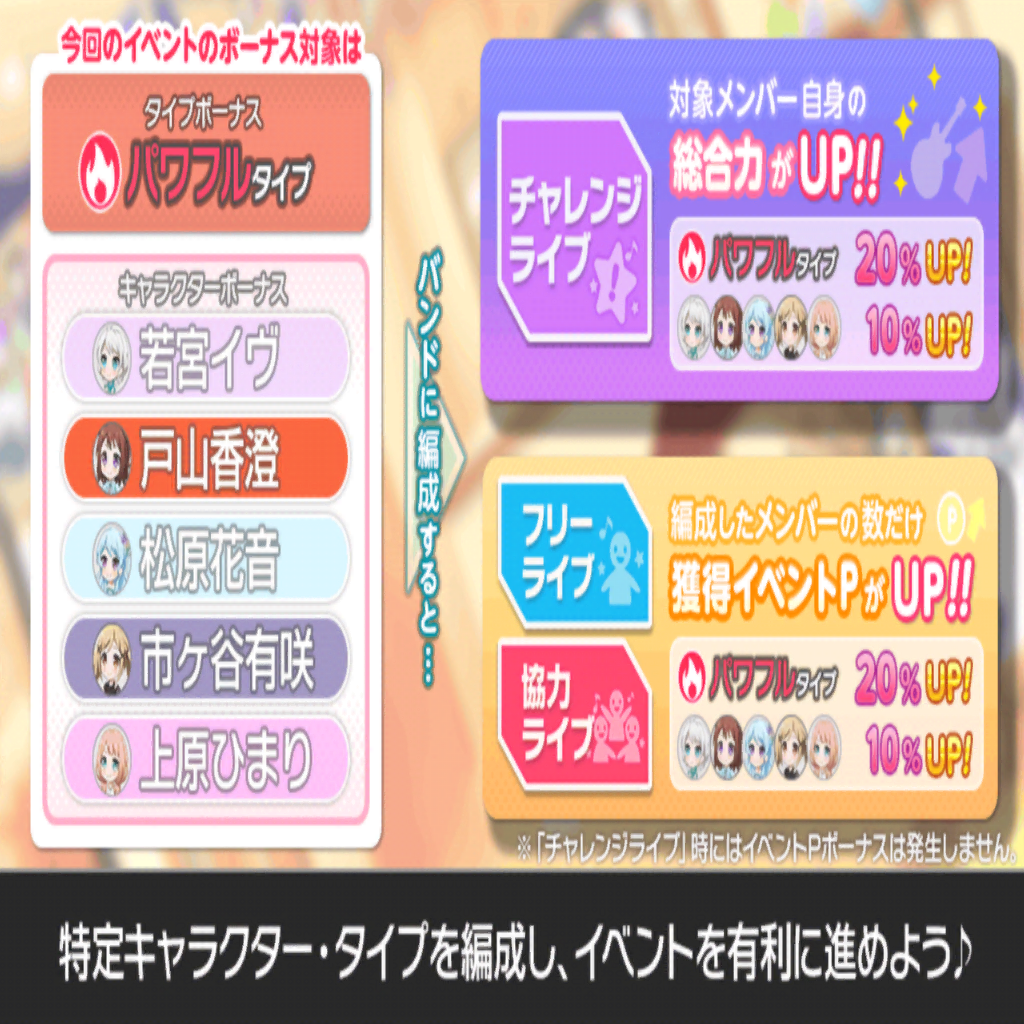 今回のイベントのボーナス対象は
タイプボーナス
パワフルタイプ
キャラクターボーナス
若宮イヴ
戸山香澄
松原花音
市ヶ谷有咲
上原ひまり
バンドに編成すると…
チャレンジ
ライブ
対象メンバー自身の
総合力がUP!!
パワフルタイプ 20%UP!
10%UP!
フリー
ライブ
協力
ライブ
編成したメンバーの数だけ P
獲得イベントPがUP!!
パワフルタイプ 20%UP!
10%UP!
※「チャレンジライブ」時にはイベントPボーナスは発生しません。
特定キャラクター・タイプを編成し、イベントを有利に進めよう♪